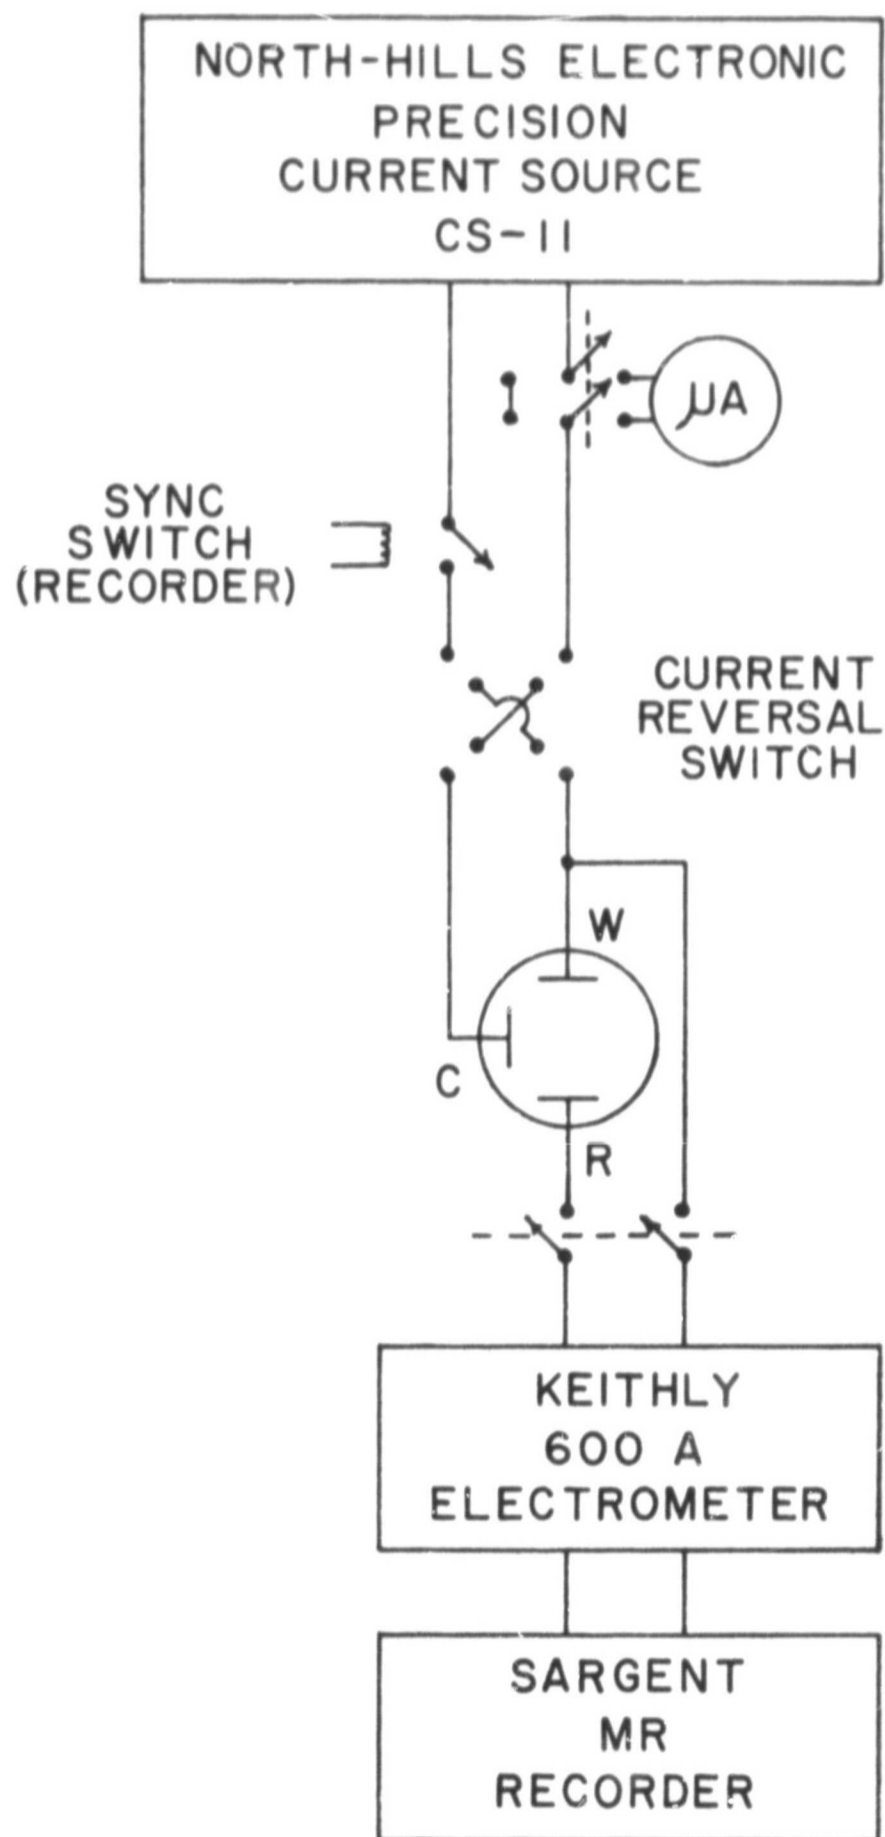 NORTH-HILLS ELECTRONIC
PRECISION
CURRENT SOURCE
CS-11
μA
SYNC
SWITCH
(RECORDER)
CURRENT
REVERSAL
SWITCH
W
C
R
KEITHLY
600 A
ELECTROMETER
SARGENT
MR
RECORDER